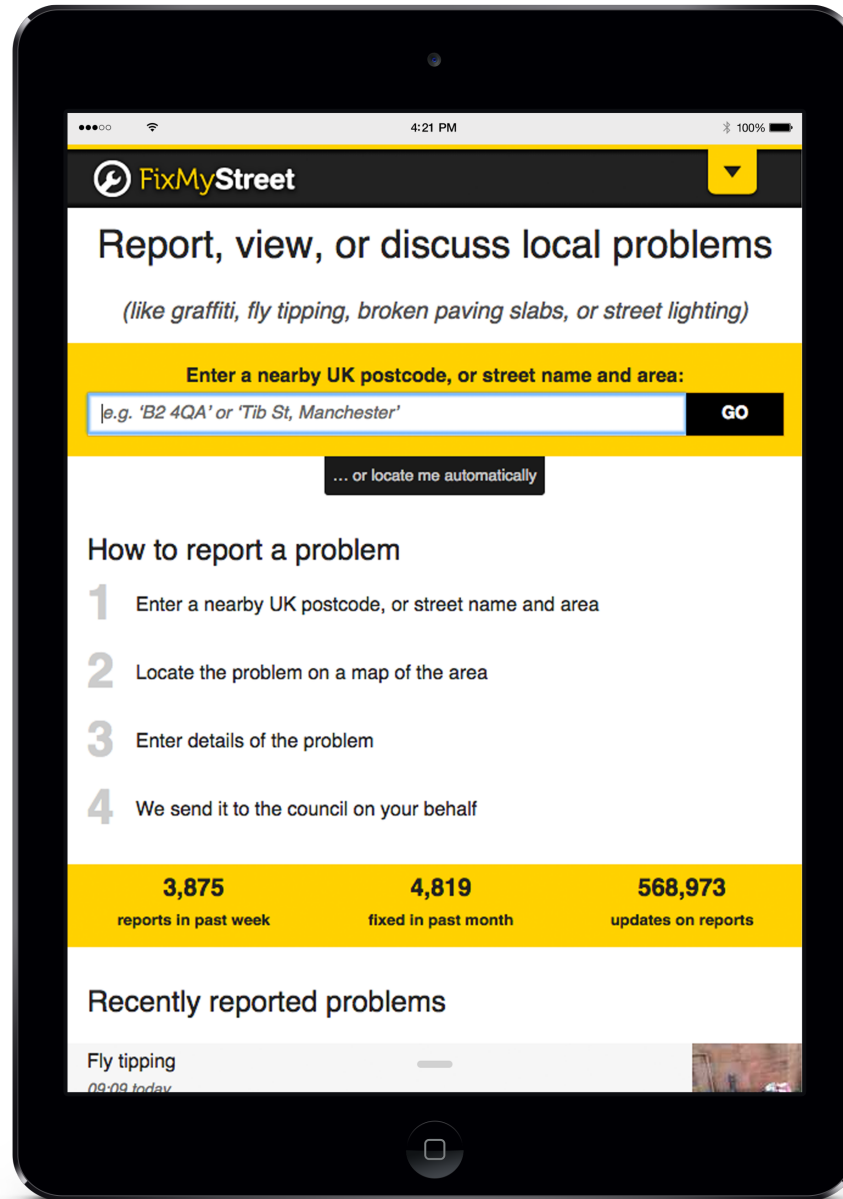 4:21 PM
100%
FixMyStreet
Report, view, or discuss local problems
(like graffiti, fly tipping, broken paving slabs, or street lighting)
Enter a nearby UK postcode, or street name and area:
e.g. ‘B2 4QA’ or ‘Tib St, Manchester’
GO
... or locate me automatically
How to report a problem
1 Enter a nearby UK postcode, or street name and area
2 Locate the problem on a map of the area
3 Enter details of the problem
4 We send it to the council on your behalf
3,875 4,819 568,973
reports in past week fixed in past month updates on reports
Recently reported problems
Fly tipping
09:09 today